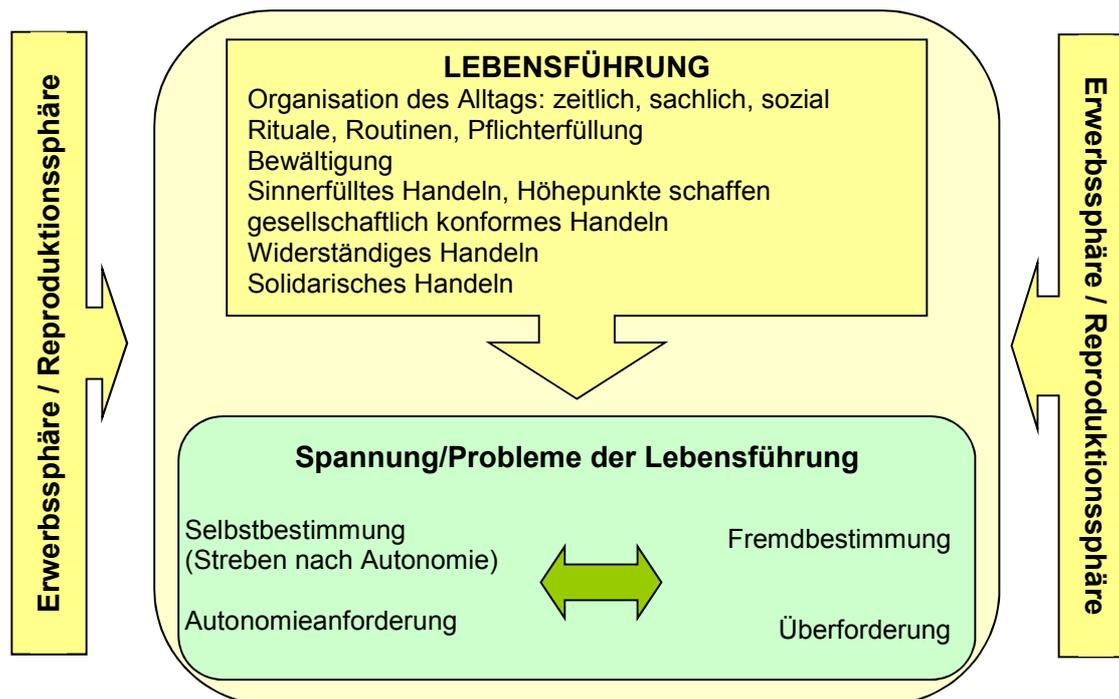 Erwerbssphäre / Reproduktionssphäre
LEBENSFÜHRUNG
Organisation des Alltags: zeitlich, sachlich, sozial
Rituale, Routinen, Pflichterfüllung
Bewältigung
Sinnerfülltes Handeln, Höhepunkte schaffen
gesellschaftlich konformes Handeln
Widerständiges Handeln
Solidarisches Handeln
Spannung/Probleme der Lebensführung
Selbstbestimmung
(Streben nach Autonomie)
Autonomieanforderung
Fremdbestimmung
Überforderung
Erwerbssphäre / Reproduktionssphäre